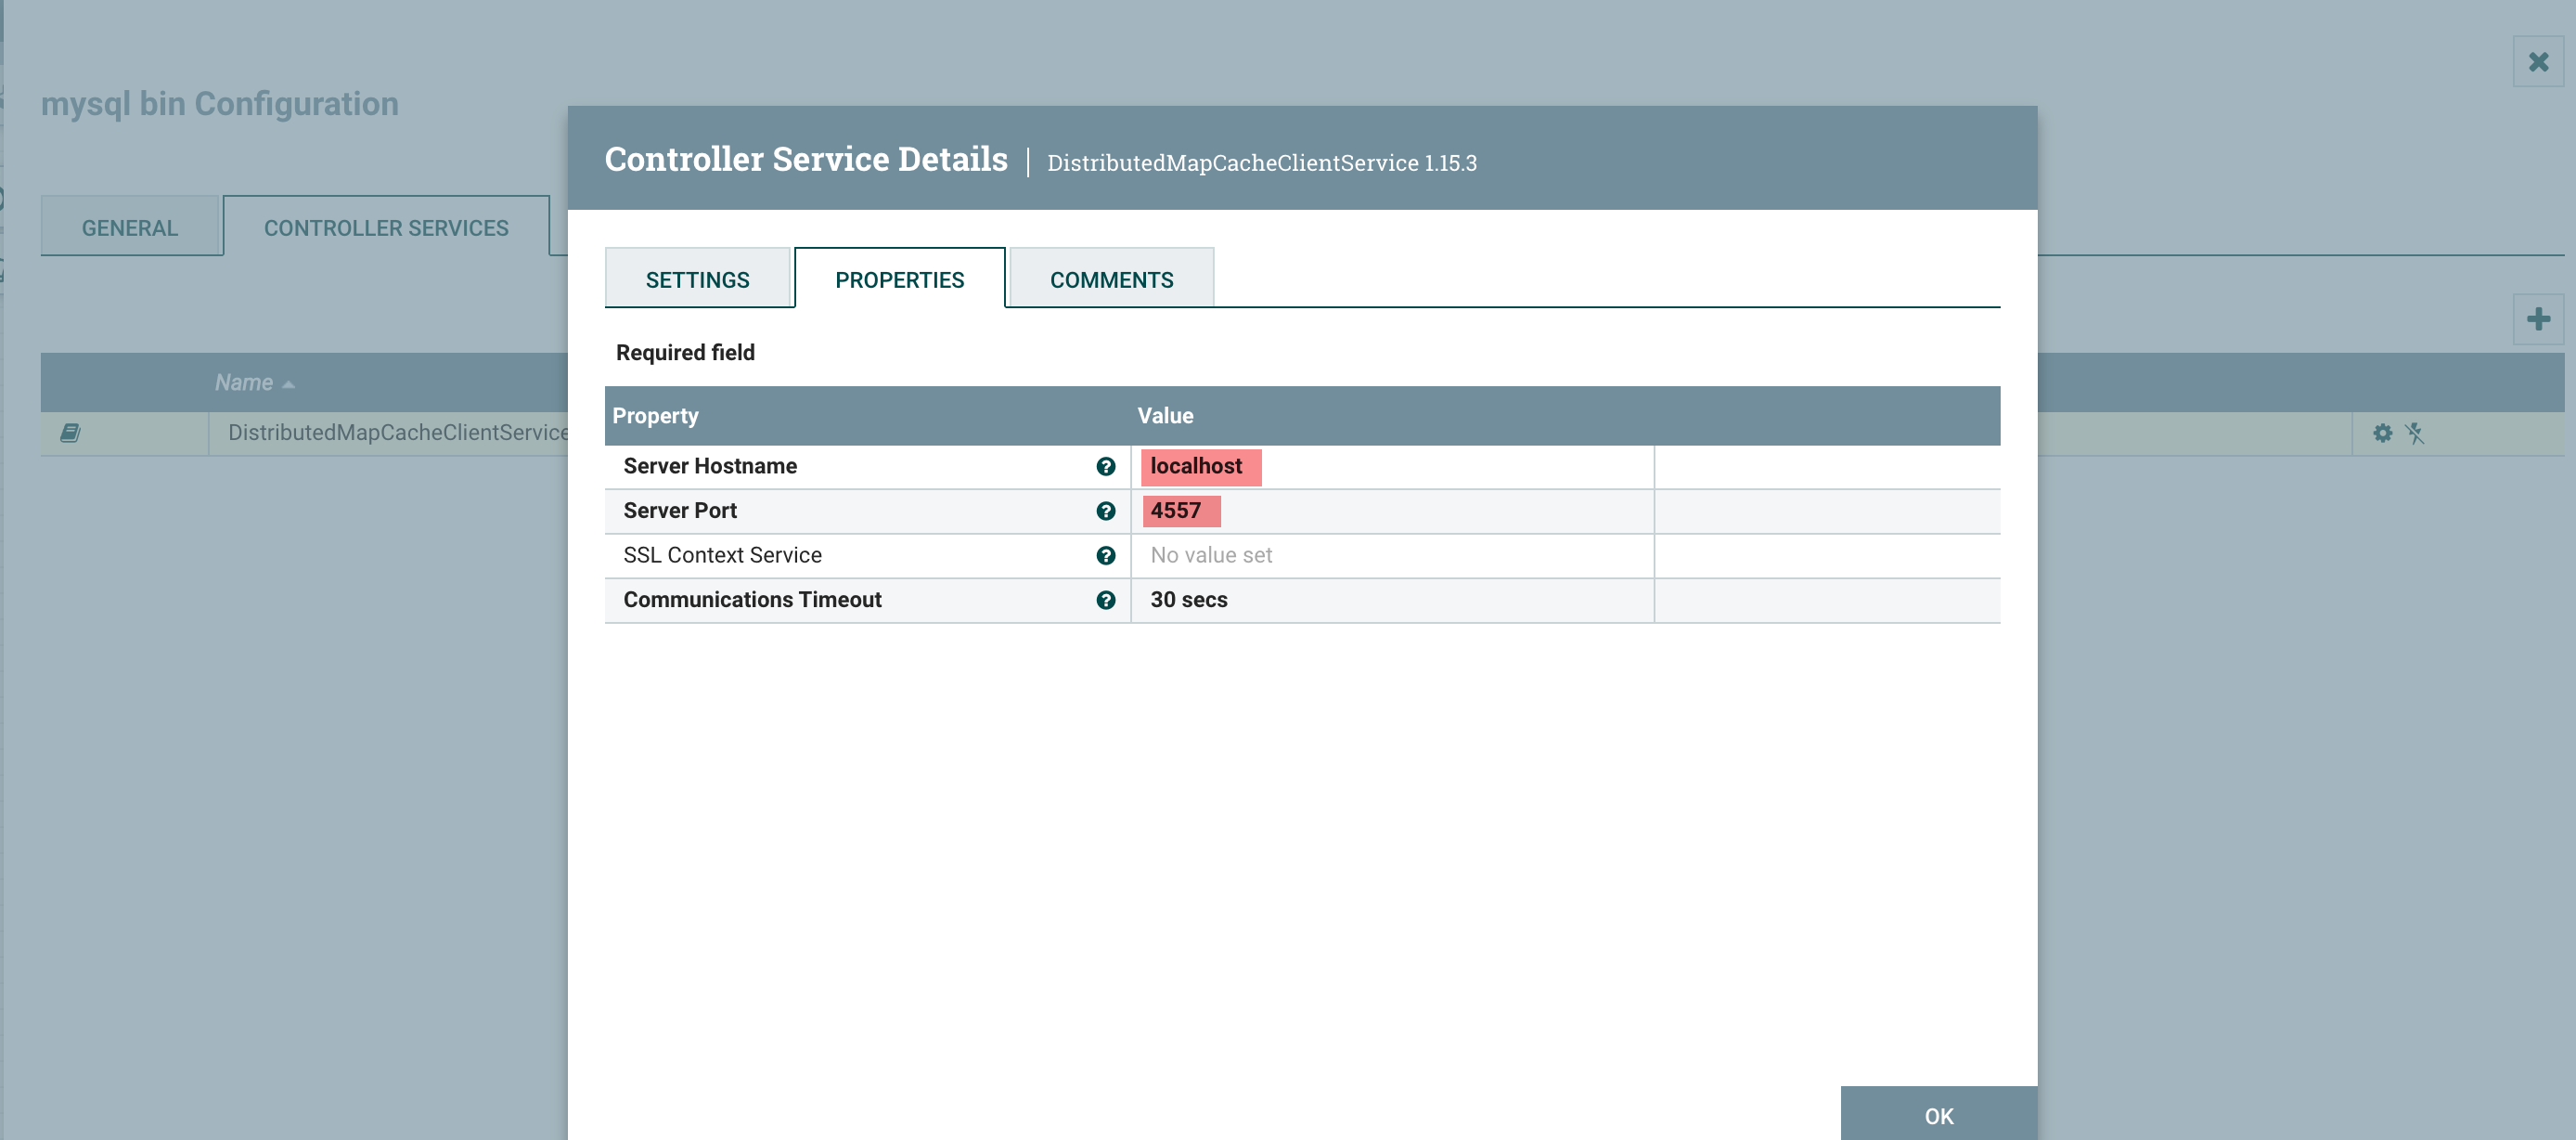 mysql bin Configuration
Controller Service Details | DistributedMapCacheClientService 1.15.3
GENERAL
CONTROLLER SERVICES
SETTINGS
PROPERTIES
COMMENTS
Required field
Name
DistributedMapCacheClientService
Property Value
Server Hostname localhost
Server Port 4557
SSL Context Service No value set
Communications Timeout 30 secs
OK